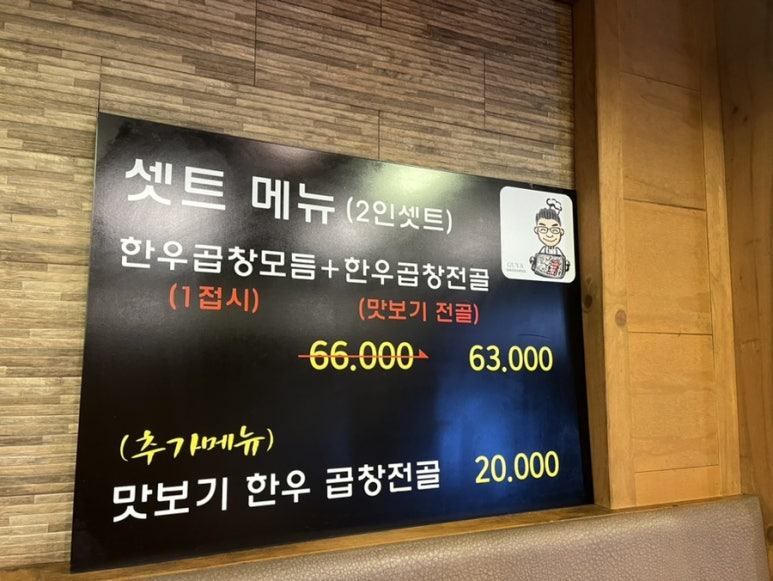 셋트 메뉴 (2인셋트)
한우곱창모듬+한우곱창전골
(1접시) (맛보기 전골)
66.000 63.000
(추가메뉴)
맛보기 한우 곱창전골 20.000